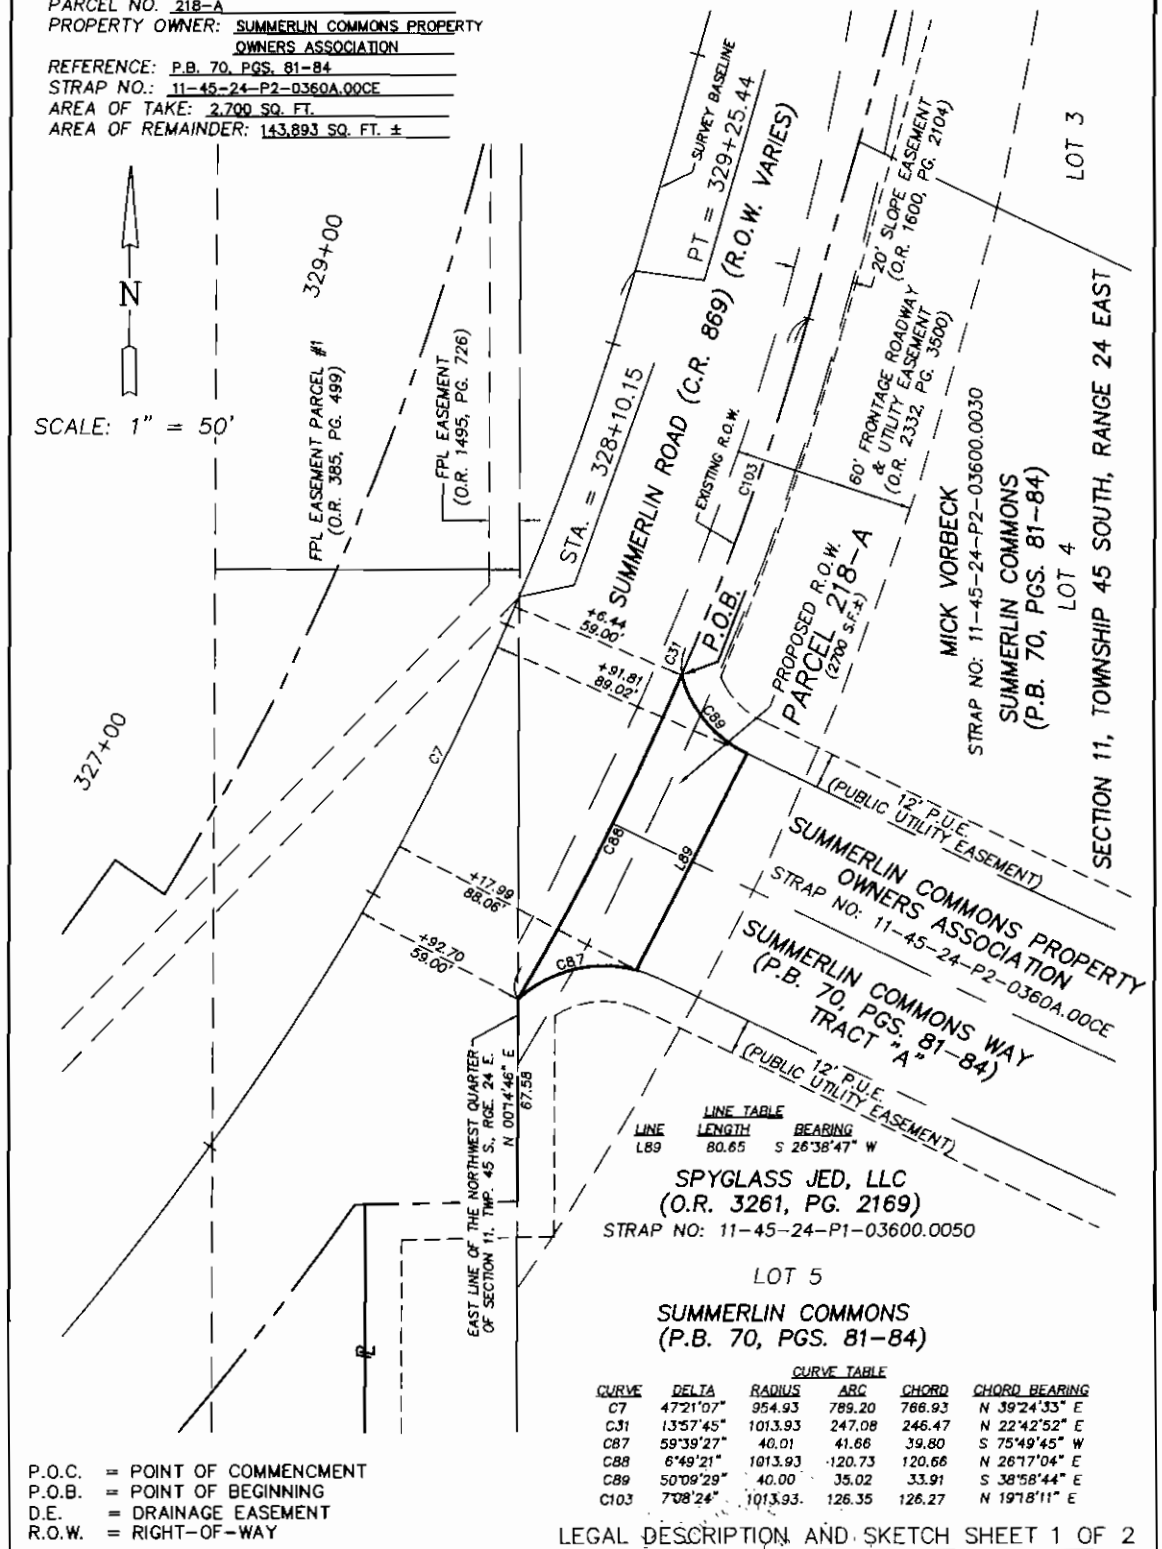 PARCEL NO. 218-A
PROPERTY OWNER: SUMMERLIN COMMONS PROPERTY
OWNERS ASSOCIATION
REFERENCE: P.B. 70, PGS. 81-84
STRAP NO.: 11-45-24-P2-0360A.00CE
AREA OF TAKE: 2,700 SQ. FT.
AREA OF REMAINDER: 143,893 SQ. FT. ±
N
SCALE: 1" = 50'
329+00
327+00
FPL EASEMENT PARCEL #1
(O.R. 385, PG. 499)
FPL EASEMENT
(O.R. 1495, PG. 726)
SURVEY BASELINE
PT = 329+25.44
STA. = 328+10.15
SUMMERLIN ROAD (C.R. 869) (R.O.W. VARIES)
EXISTING R.O.W.
C103
20' SLOPE EASEMENT
(O.R. 1600, PG. 2104)
60' FRONTAGE ROADWAY
& UTILITY EASEMENT
(O.R. 2332, PG. 3500)
LOT 3
MICK VORBECK
STRAP NO: 11-45-24-P2-03600.0030
SUMMERLIN COMMONS
(P.B. 70, PGS. 81-84)
LOT 4
SECTION 11, TOWNSHIP 45 SOUTH, RANGE 24 EAST
+6.44
59.00'
+91.81
89.02'
C31
P.O.B.
PROPOSED R.O.W.
PARCEL 218-A
(2700 S.F.±)
C89
C7
C88
L89
+17.99
88.06'
+92.70
59.00'
C87
12' P.U.E.
(PUBLIC UTILITY EASEMENT)
SUMMERLIN COMMONS PROPERTY
OWNERS ASSOCIATION
STRAP NO: 11-45-24-P2-0360A.00CE
SUMMERLIN COMMONS WAY
(P.B. 70, PGS. 81-84)
TRACT "A"
12' P.U.E.
(PUBLIC UTILITY EASEMENT)
EAST LINE OF THE NORTHWEST QUARTER
OF SECTION 11, TWP. 45 S., RGE. 24 E.
N 00°14'46" E
67.58
LINE TABLE
LINE LENGTH BEARING
L89 80.65 S 26°38'47" W
SPYGLASS JED, LLC
(O.R. 3261, PG. 2169)
STRAP NO: 11-45-24-P1-03600.0050
LOT 5
SUMMERLIN COMMONS
(P.B. 70, PGS. 81-84)
PL
CURVE TABLE
CURVE DELTA RADIUS ARC CHORD CHORD BEARING
C7 47°21'07" 954.93 789.20 766.93 N 39°24'33" E
C31 13°57'45" 1013.93 247.08 246.47 N 22°42'52" E
C87 59°39'27" 40.01 41.66 39.80 S 75°49'45" W
C88 6°49'21" 1013.93 120.73 120.66 N 26°17'04" E
C89 50°09'29" 40.00 35.02 33.91 S 38°58'44" E
C103 7°08'24" 1013.93 126.35 126.27 N 19°18'11" E
P.O.C. = POINT OF COMMENCMENT
P.O.B. = POINT OF BEGINNING
D.E. = DRAINAGE EASEMENT
R.O.W. = RIGHT-OF-WAY
LEGAL DESCRIPTION AND SKETCH SHEET 1 OF 2